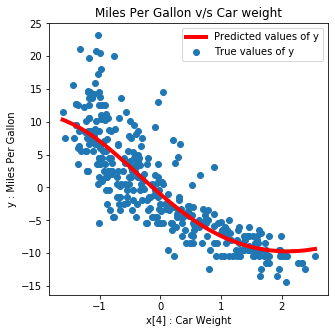 Miles Per Gallon v/s Car weight
Predicted values of y
True values of y
y : Miles Per Gallon
25
20
15
10
5
0
−5
−10
−15
−1
0
1
2
x[4] : Car Weight